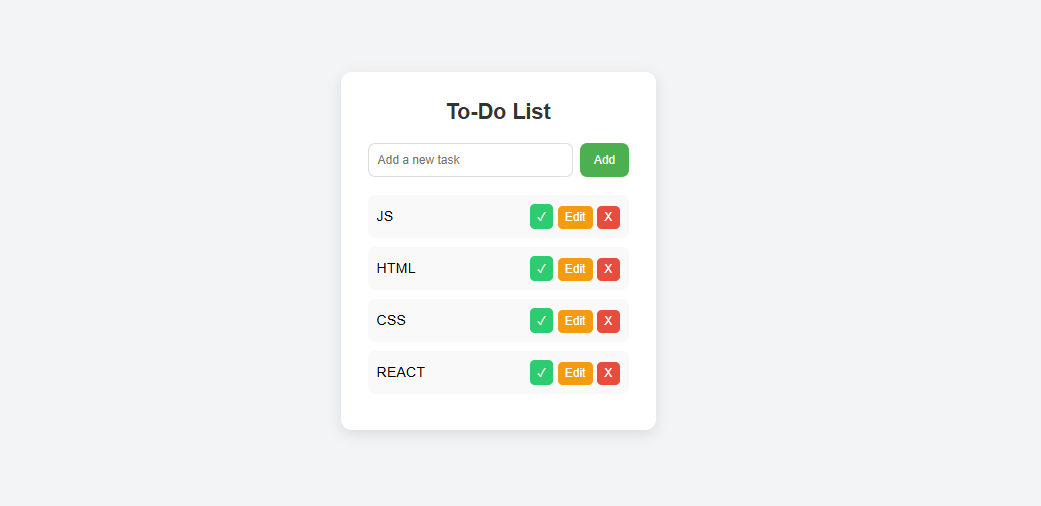 To-Do List
Add a new task Add
JS ✓ Edit X
HTML ✓ Edit X
CSS ✓ Edit X
REACT ✓ Edit X